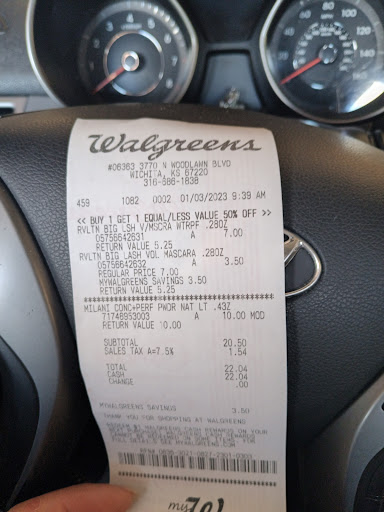 MPH
Walgreens
#06363 3770 N WOODLAWN BLVD
WICHITA, KS 67220
316-586-1838
459 1082 0002 01/03/2023 9:39 AM
<< BUY 1 GET 1 EQUAL/LESS VALUE 50% OFF >>
RVLTN BIG LSH V/MSCRA WTRPF .28OZ
05756642631 A 7.00
RETURN VALUE 5.25
RVLTN BIG LASH VOL MASCARA .28OZ
05756642632 A 3.50
REGULAR PRICE 7.00
MYWALGREENS SAVINGS 3.50
RETURN VALUE 5.25
MILANI CONC+PERF PWDR NAT LT .43Z
71748953003 A 10.00 MOD
RETURN VALUE 10.00
SUBTOTAL 20.50
SALES TAX A=7.5% 1.54
TOTAL 22.04
CASH 22.04
CHANGE .00
MYWALGREENS SAVINGS 3.50
THANK YOU FOR SHOPPING AT WALGREENS
my W